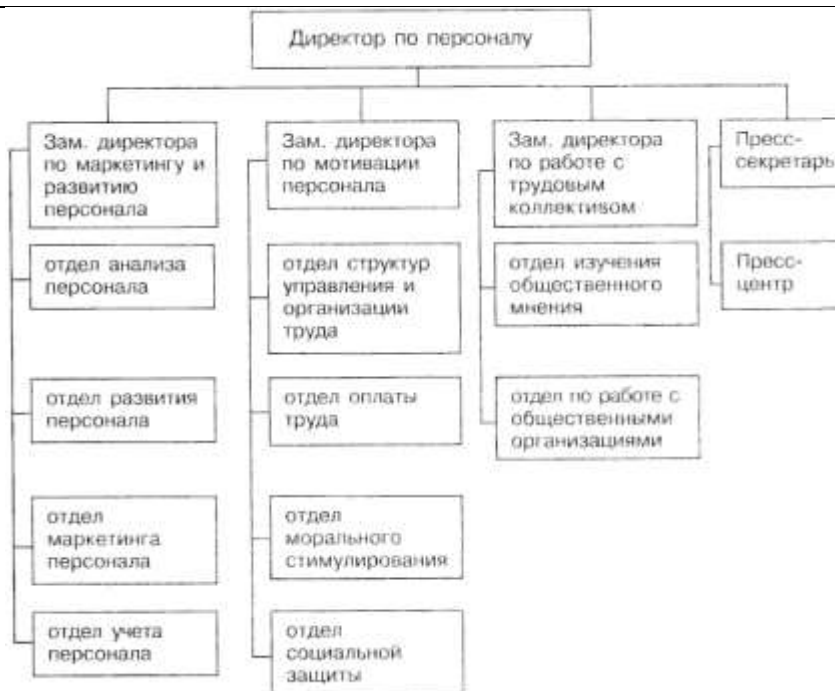 Директор по персоналу
Зам. директора
по маркетингу и
развитию
персонала
Зам. директора
по мотивации
персонала
Зам. директора
по работе с
трудовым
коллективом
Пресс-
секретарь
отдел анализа
персонала
отдел структур
управления и
организации
труда
отдел изучения
общественного
мнения
Пресс-
центр
отдел развития
персонала
отдел оплаты
труда
отдел по работе с
общественными
организациями
отдел
маркетинга
персонала
отдел
морального
стимулирования
отдел учета
персонала
отдел
социальной
защиты